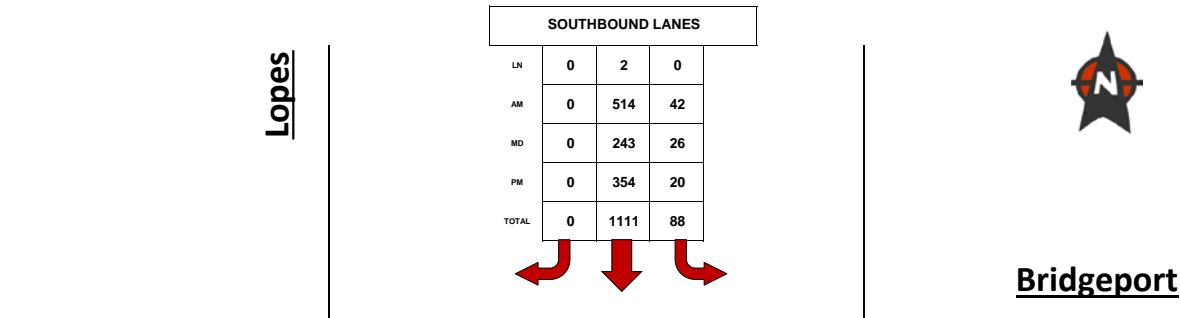 SOUTHBOUND LANES
Lopes
LN 0 2 0
AM 0 514 42
N
MD 0 243 26
PM 0 354 20
TOTAL 0 1111 88
Bridgeport